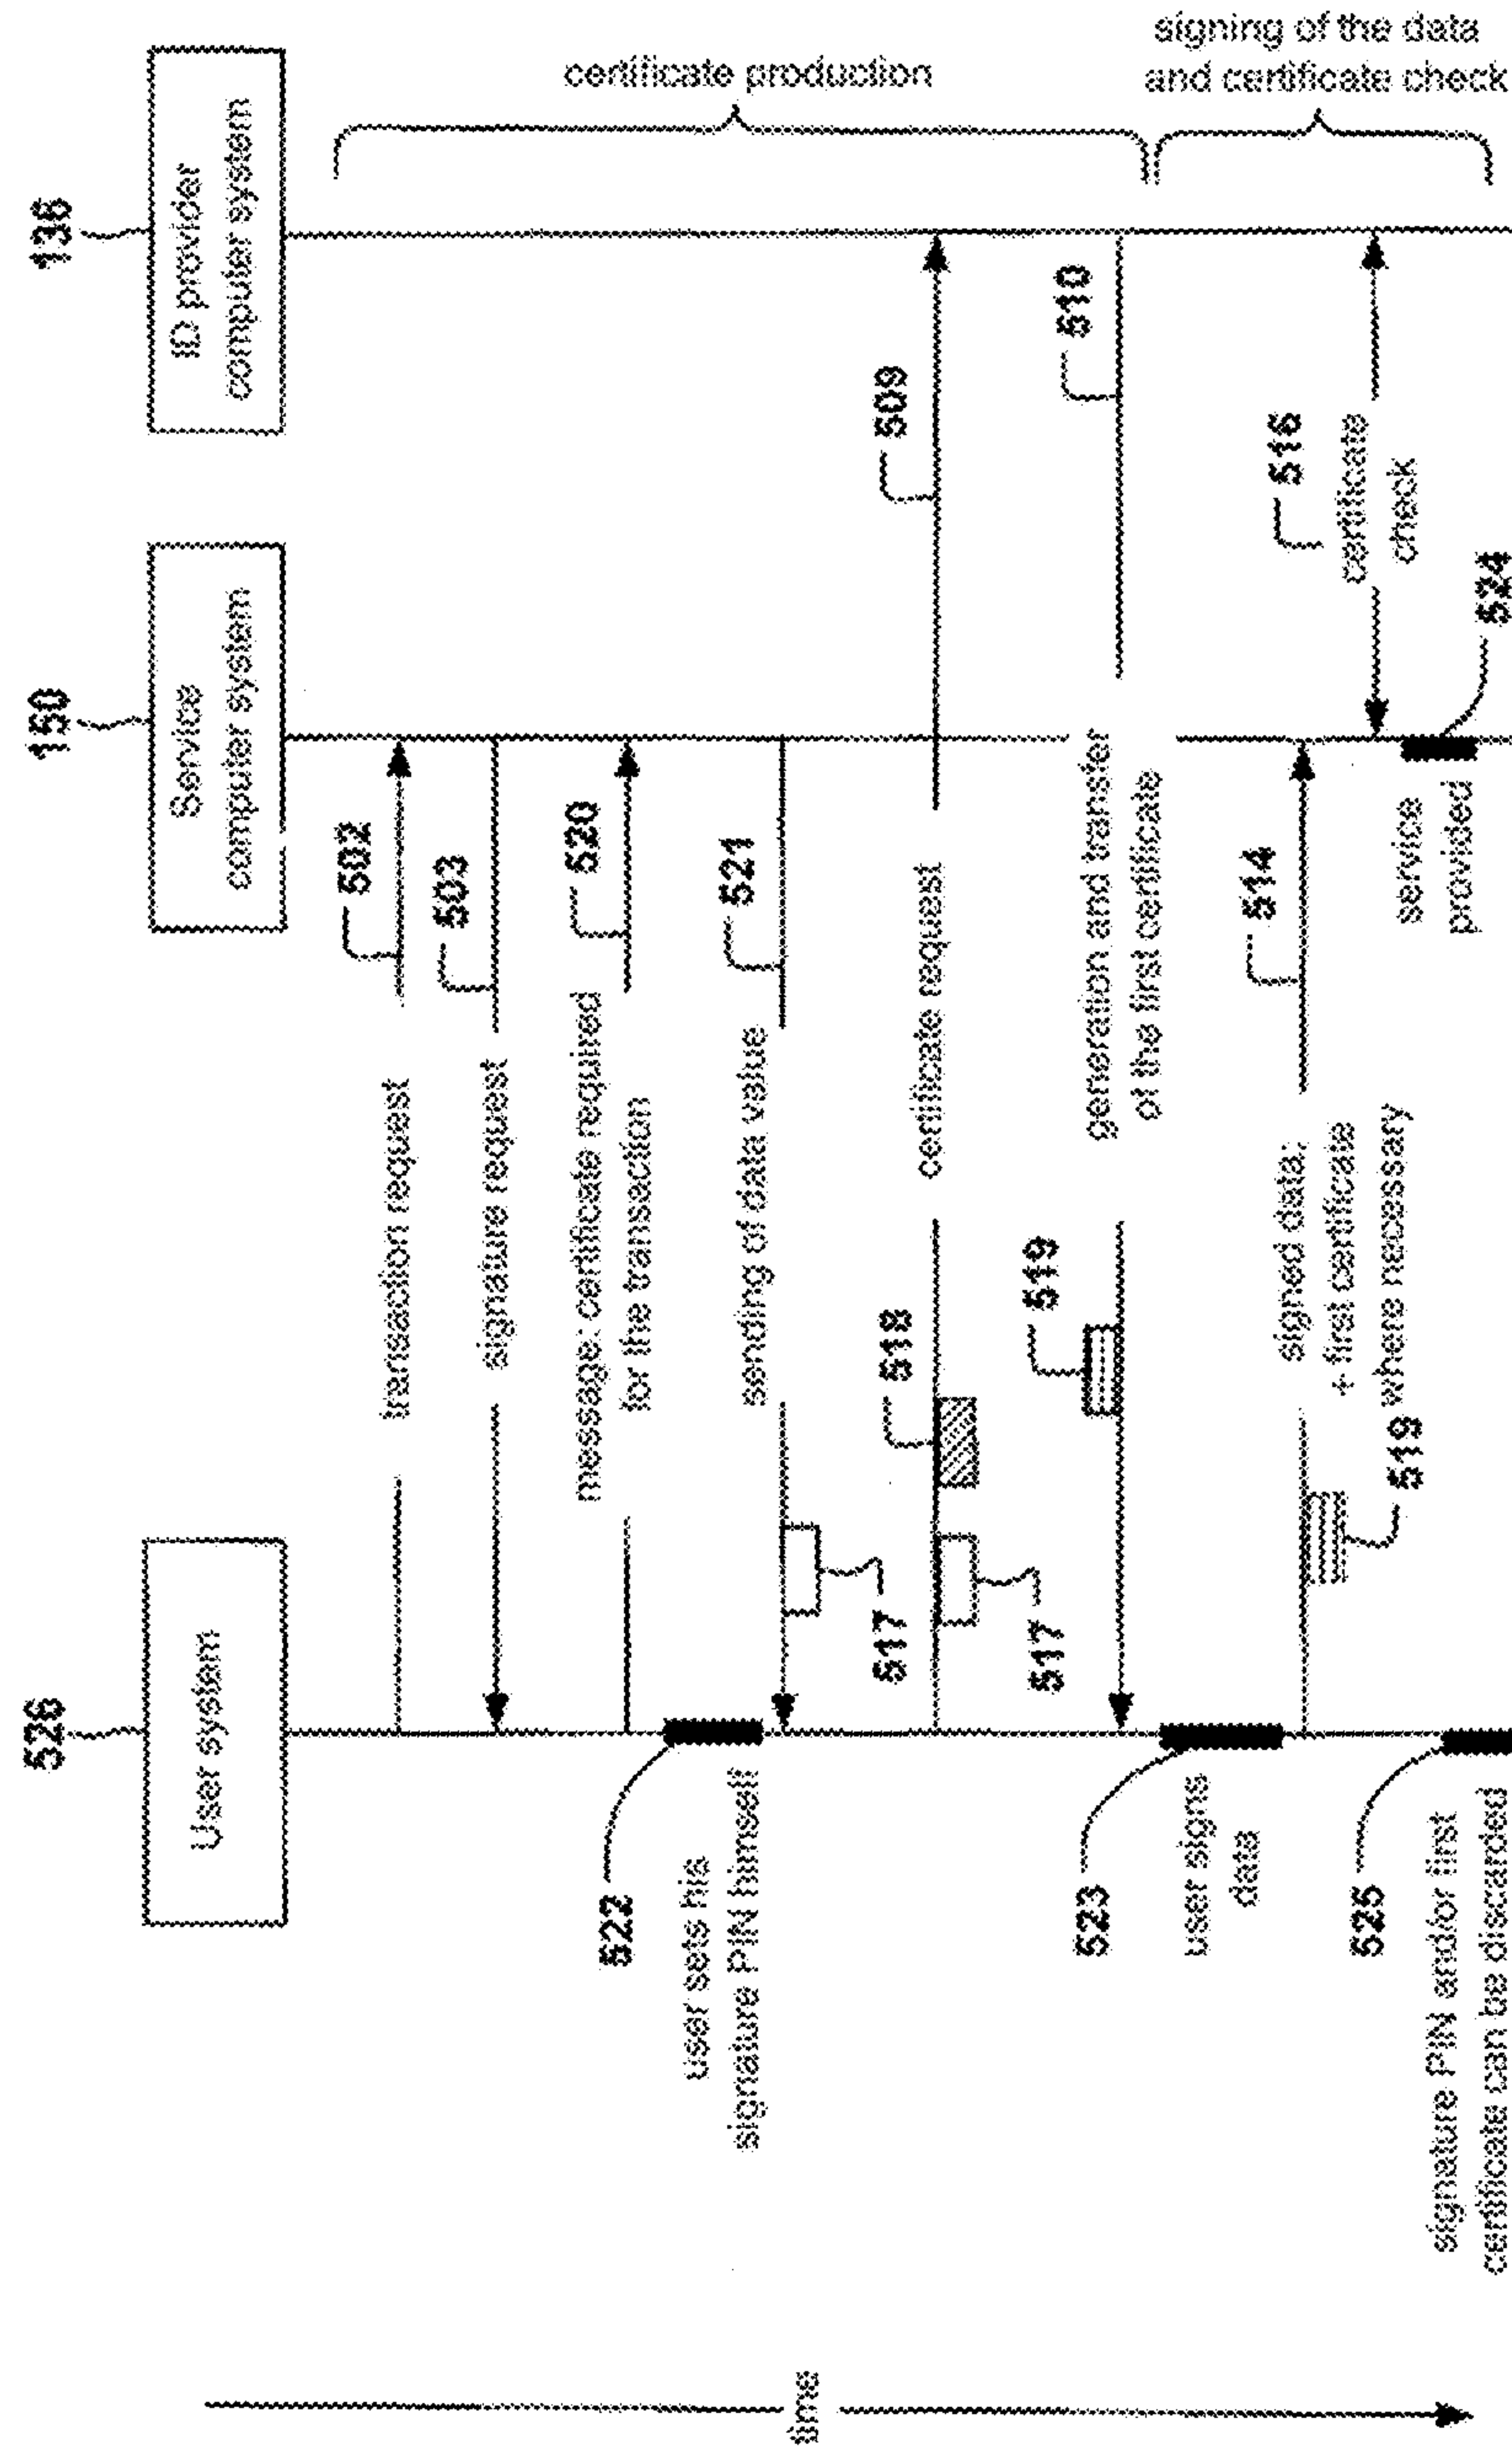 526
User system
150
Service
computer system
136
ID provider
computer system
time
certificate production
signing of the data
and certificate check
502
transaction request
503
signature request
520
message: certificate required
for the transaction
522
user sets his
signature PIN himself
521
sending of data value
517
509
certificate request
518
517
510
generation and transfer
of the first certificate
519
523
user signs
data
514
signed data;
+ first certificate
where necessary
519
516
certificate
check
524
service
provided
525
signature PIN and/or first
certificate can be discarded